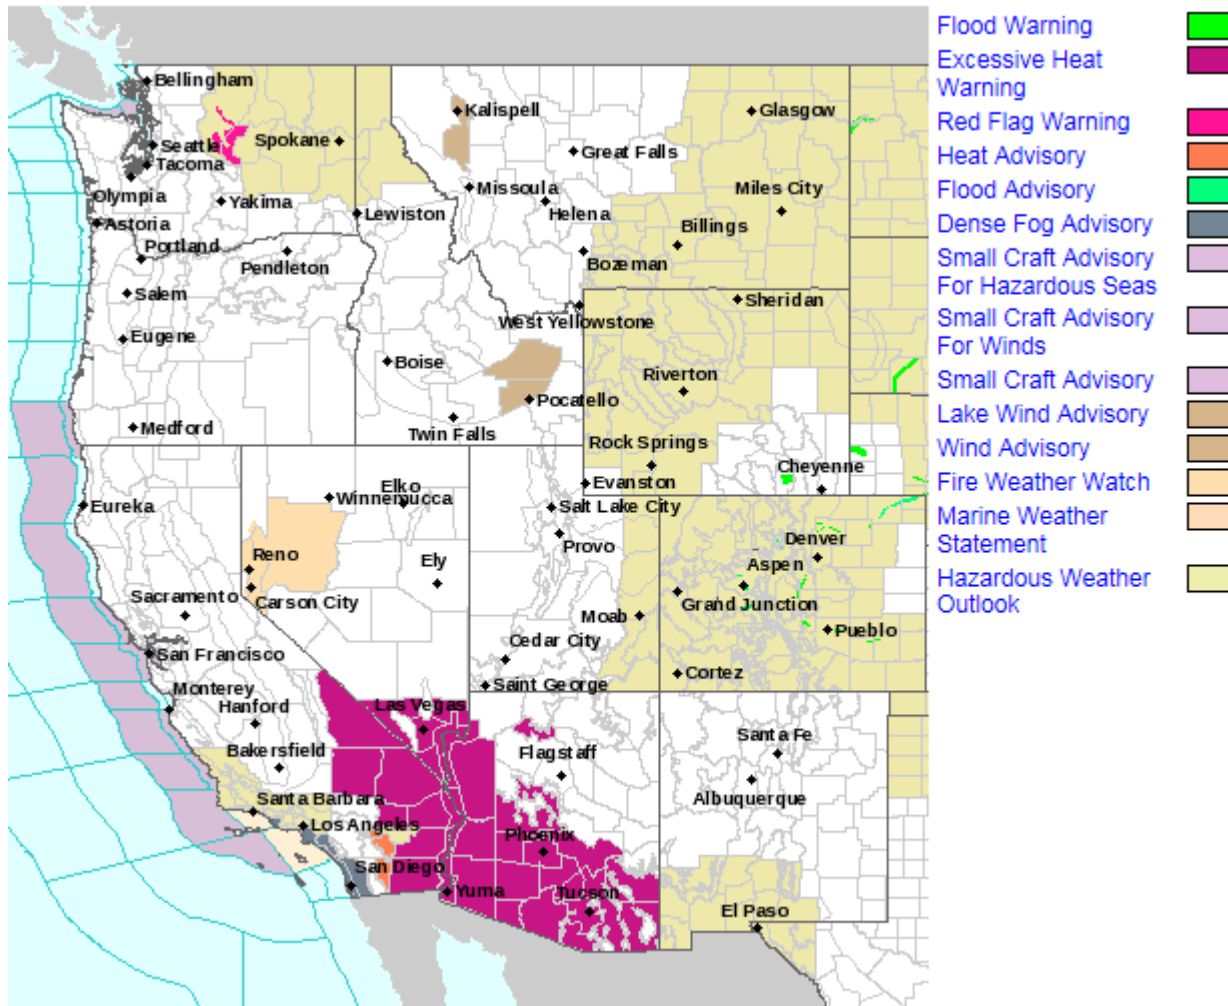 Bellingham
Seattle
Tacoma
Olympia
Spokane
Yakima
Astoria
Lewiston
Portland
Pendleton
Salem
Eugene
Medford
Kalispell
Great Falls
Missoula
Helena
Glasgow
Miles City
Billings
Bozeman
West Yellowstone
Sheridan
Boise
Pocatello
Twin Falls
Riverton
Rock Springs
Cheyenne
Evanston
Eureka
Elko
Winnemucca
Salt Lake City
Provo
Reno
Ely
Carson City
Sacramento
Denver
Aspen
Grand Junction
Moab
Pueblo
San Francisco
Cedar City
Cortez
Saint George
Monterey
Hanford
Las Vegas
Bakersfield
Flagstaff
Santa Fe
Albuquerque
Santa Barbara
Los Angeles
Phoenix
San Diego
Yuma
Tucson
El Paso
Flood Warning
Excessive Heat
Warning
Red Flag Warning
Heat Advisory
Flood Advisory
Dense Fog Advisory
Small Craft Advisory
For Hazardous Seas
Small Craft Advisory
For Winds
Small Craft Advisory
Lake Wind Advisory
Wind Advisory
Fire Weather Watch
Marine Weather
Statement
Hazardous Weather
Outlook